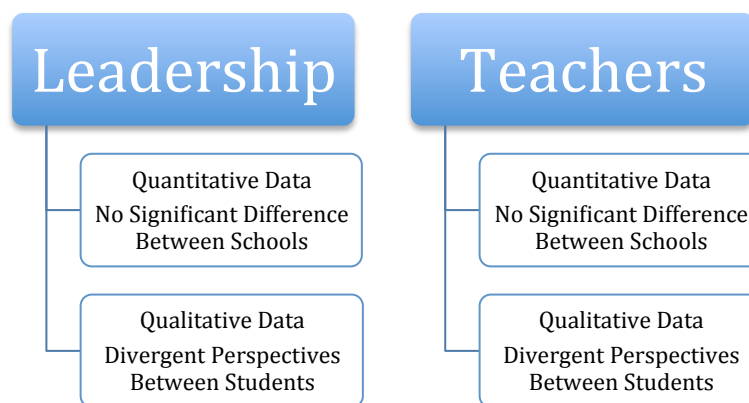 Leadership
Quantitative Data
No Significant Difference
Between Schools
Qualitative Data
Divergent Perspectives
Between Students
Teachers
Quantitative Data
No Significant Difference
Between Schools
Qualitative Data
Divergent Perspectives
Between Students